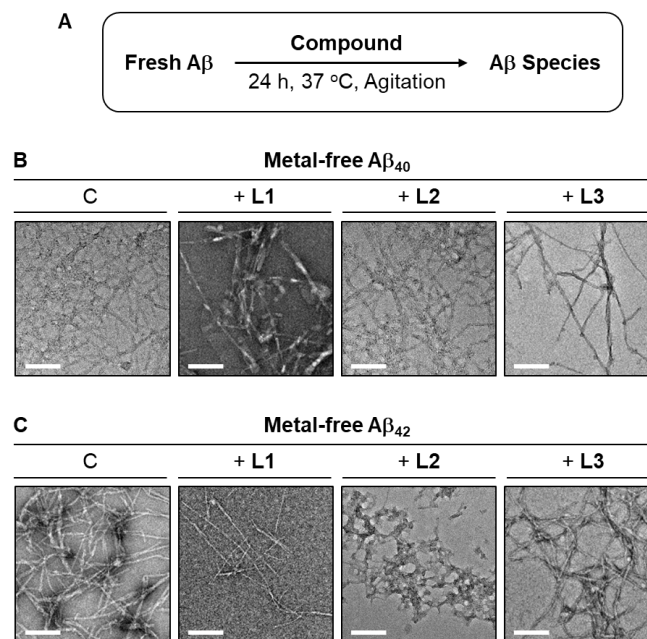 A
Compound
Fresh Aβ
Aβ Species
24 h, 37 °C, Agitation
B
Metal-free Aβ40
C
+ L1
+ L2
+ L3
C
Metal-free Aβ42
C
+ L1
+ L2
+ L3